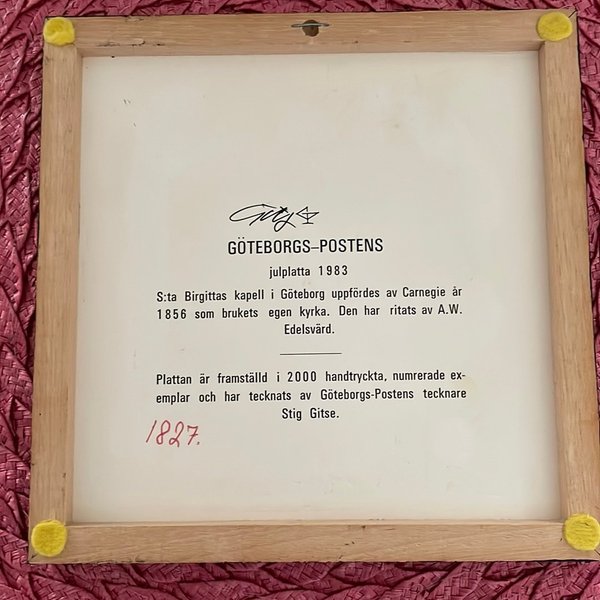 Gitse
GÖTEBORGS–POSTENS
julplatta 1983
S:ta Birgittas kapell i Göteborg uppfördes av Carnegie år
1856 som brukets egen kyrka. Den har ritats av A.W.
Edelsvärd.
Plattan är framställd i 2000 handtryckta, numrerade ex-
emplar och har tecknats av Göteborgs-Postens tecknare
Stig Gitse.
1827.